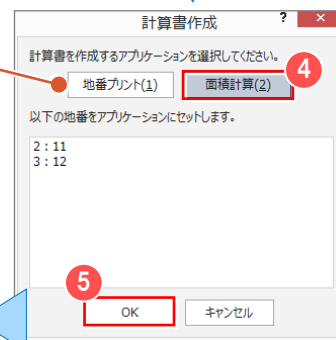 計算書作成 ? ×
計算書を作成するアプリケーションを選択してください。
4
地番プリント(1) 面積計算(2)
以下の地番をアプリケーションにセットします。
2:11
3:12
5
OK キャンセル